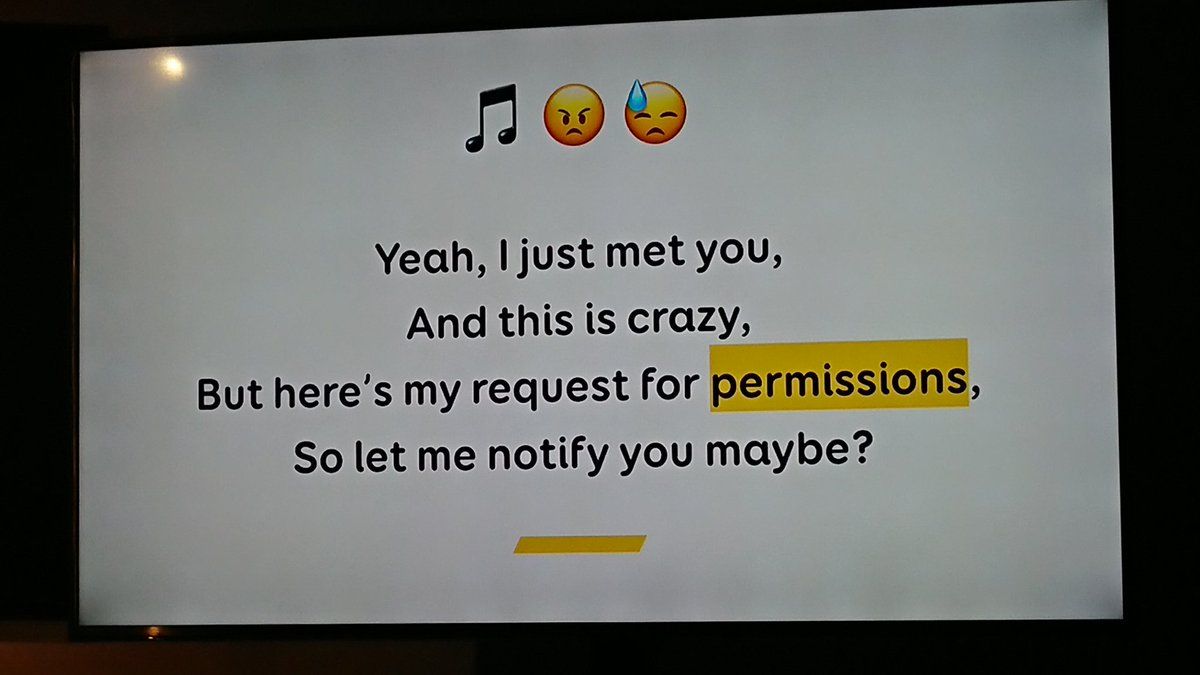 Yeah, I just met you,
And this is crazy,
But here's my request for permissions,
So let me notify you maybe?